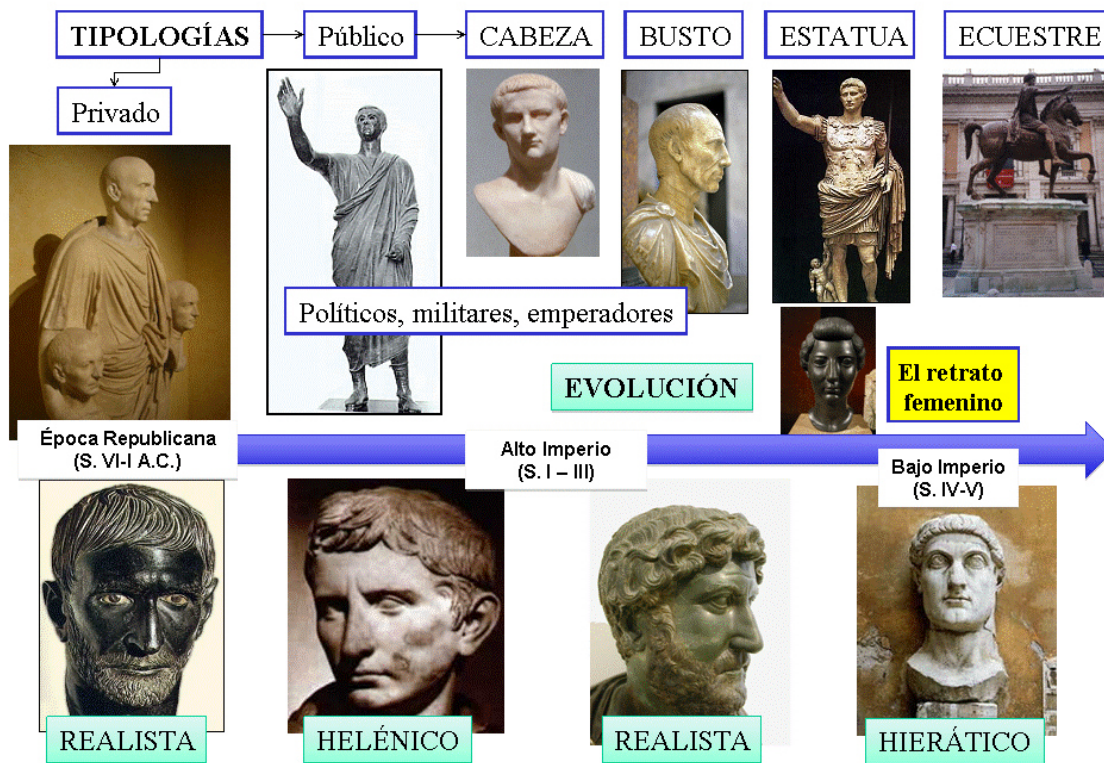 TIPOLOGÍAS
Público
CABEZA
BUSTO
ESTATUA
ECUESTRE
Privado
Políticos, militares, emperadores
EVOLUCIÓN
El retrato
femenino
Época Republicana
(S. VI-I A.C.)
Alto Imperio
(S. I – III)
Bajo Imperio
(S. IV-V)
REALISTA
HELÉNICO
REALISTA
HIERÁTICO